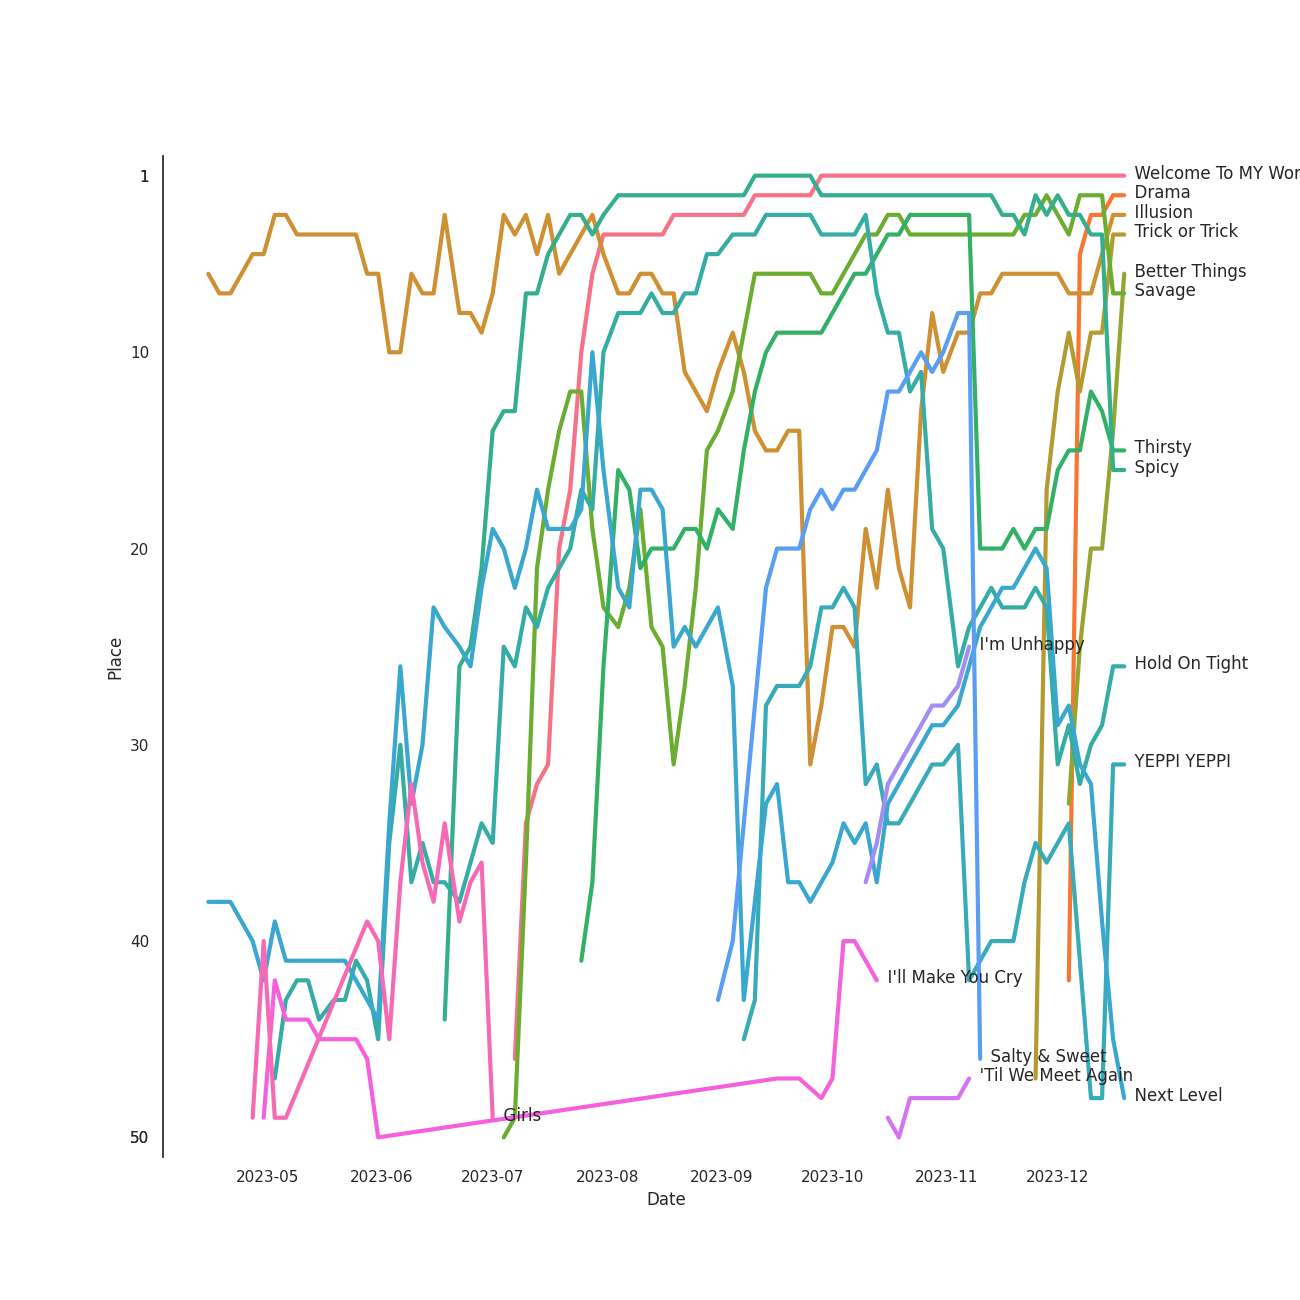 1
Welcome To MY Wor
Drama
Illusion
Trick or Trick
Better Things
Savage
10
Thirsty
Spicy
20
I'm Unhappy
Hold On Tight
30
YEPPI YEPPI
40
I'll Make You Cry
Salty & Sweet
'Til We Meet Again
Next Level
Girls
50
Place
2023-05 2023-06 2023-07 2023-08 2023-09 2023-10 2023-11 2023-12
Date